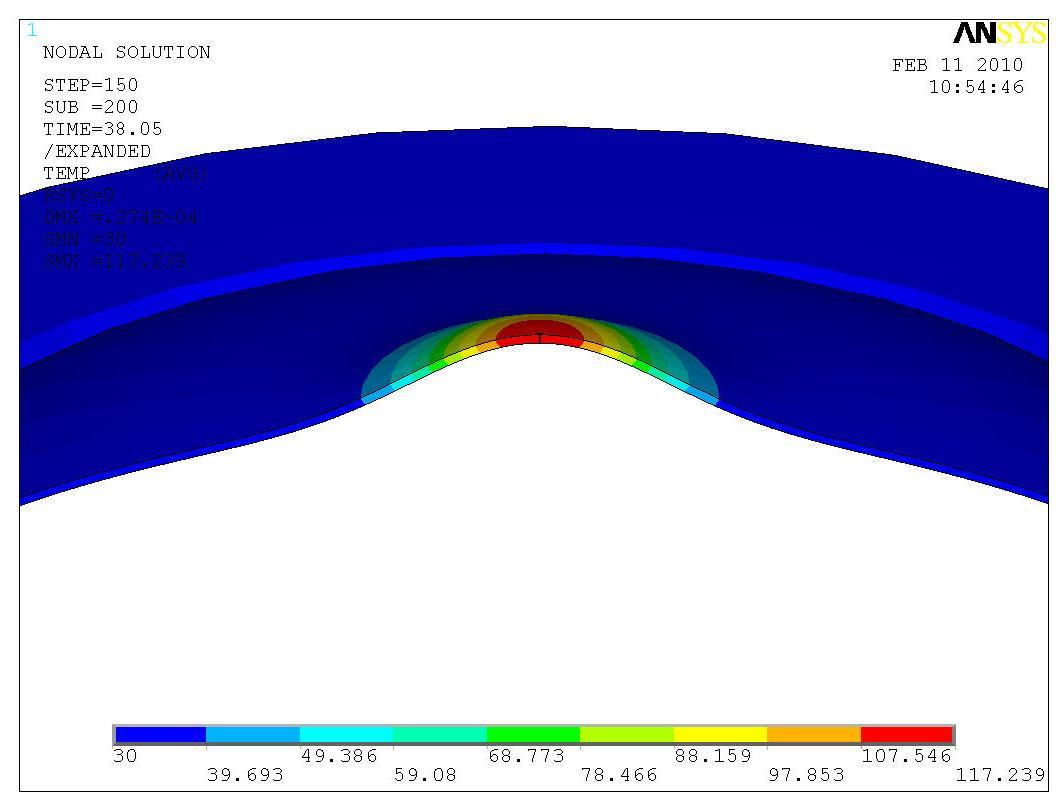 1
ANSYS
NODAL SOLUTION
FEB 11 2010
10:54:46
STEP=150
SUB =200
TIME=38.05
/EXPANDED
TEMP (AVG)
RSYS=0
DMX =.274E-04
SMN =30
SMX =117.239
30 49.386 68.773 88.159 107.546
39.693 59.08 78.466 97.853 117.239